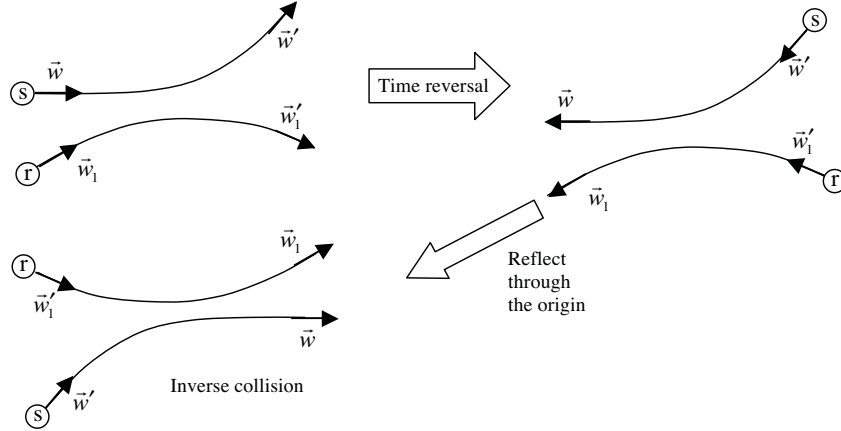 w⃗
w⃗′
s
w⃗₁′
r
w⃗₁
Time reversal
s
w⃗′
w⃗
w⃗₁′
r
w⃗₁
Reflect
through
the origin
r
w⃗₁
w⃗₁′
w⃗
s
w⃗′
Inverse collision